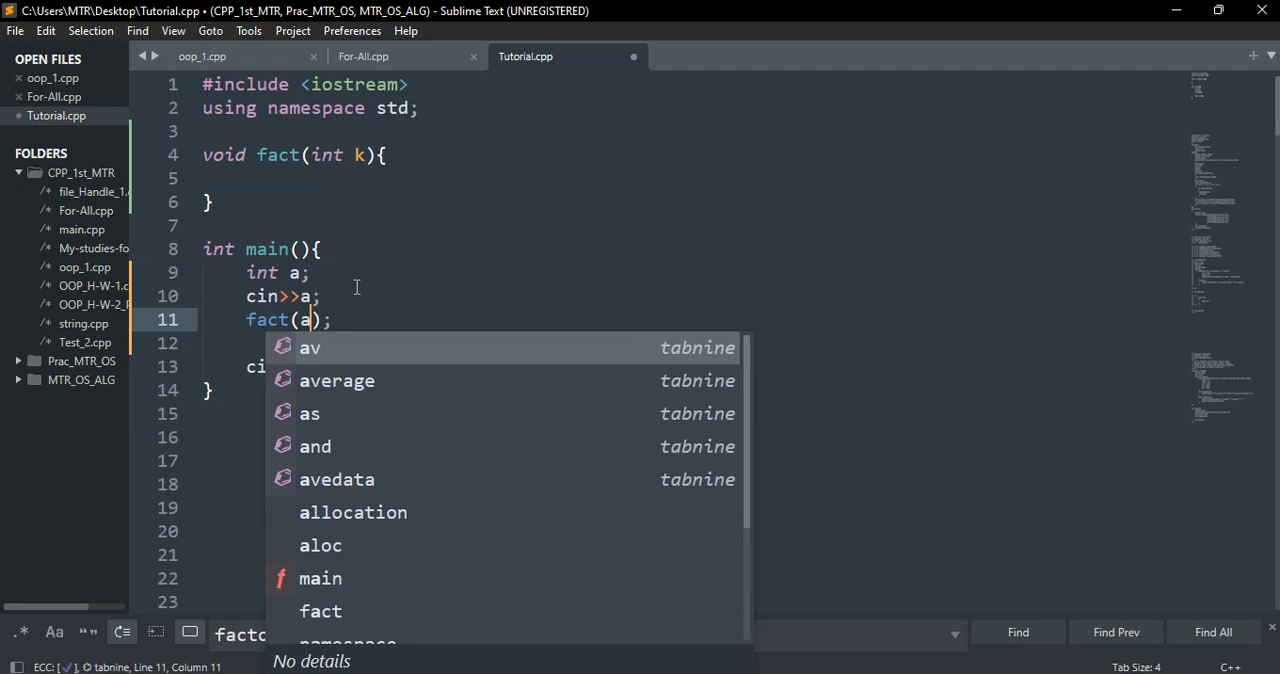 C:\Users\MTR\Desktop\Tutorial.cpp • (CPP_1st_MTR, Prac_MTR_OS, MTR_OS_ALG) - Sublime Text (UNREGISTERED)
File Edit Selection Find View Goto Tools Project Preferences Help
OPEN FILES
× oop_1.cpp
× For-All.cpp
• Tutorial.cpp
FOLDERS
CPP_1st_MTR
/* file_Handle_1.
/* For-All.cpp
/* main.cpp
/* My-studies-fo
/* oop_1.cpp
/* OOP_H-W-1.c
/* OOP_H-W-2_
/* string.cpp
/* Test_2.cpp
Prac_MTR_OS
MTR_OS_ALG
oop_1.cpp × For-All.cpp × Tutorial.cpp •
1 #include <iostream>
2 using namespace std;
3
4 void fact(int k){
5
6 }
7
8 int main(){
9 int a;
10 cin>>a;
11 fact(a);
12
13 ci
14 }
15
16
17
18
19
20
21
22
23
av tabnine
average tabnine
as tabnine
and tabnine
avedata tabnine
allocation
aloc
f main
fact
namespace
No details
.* Aa “” facto Find Find Prev Find All ×
ECC: [✓], tabnine, Line 11, Column 11 Tab Size: 4 C++